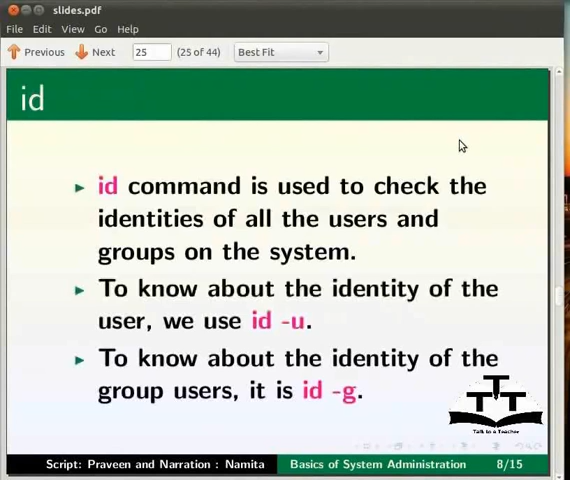 slides.pdf
File Edit View Go Help
Previous Next 25 (25 of 44) Best Fit
id
id command is used to check the
identities of all the users and
groups on the system.
To know about the identity of the
user, we use id -u.
To know about the identity of the
group users, it is id -g.
TTT
Talk to a Teacher
Script: Praveen and Narration : Namita Basics of System Administration 8/15